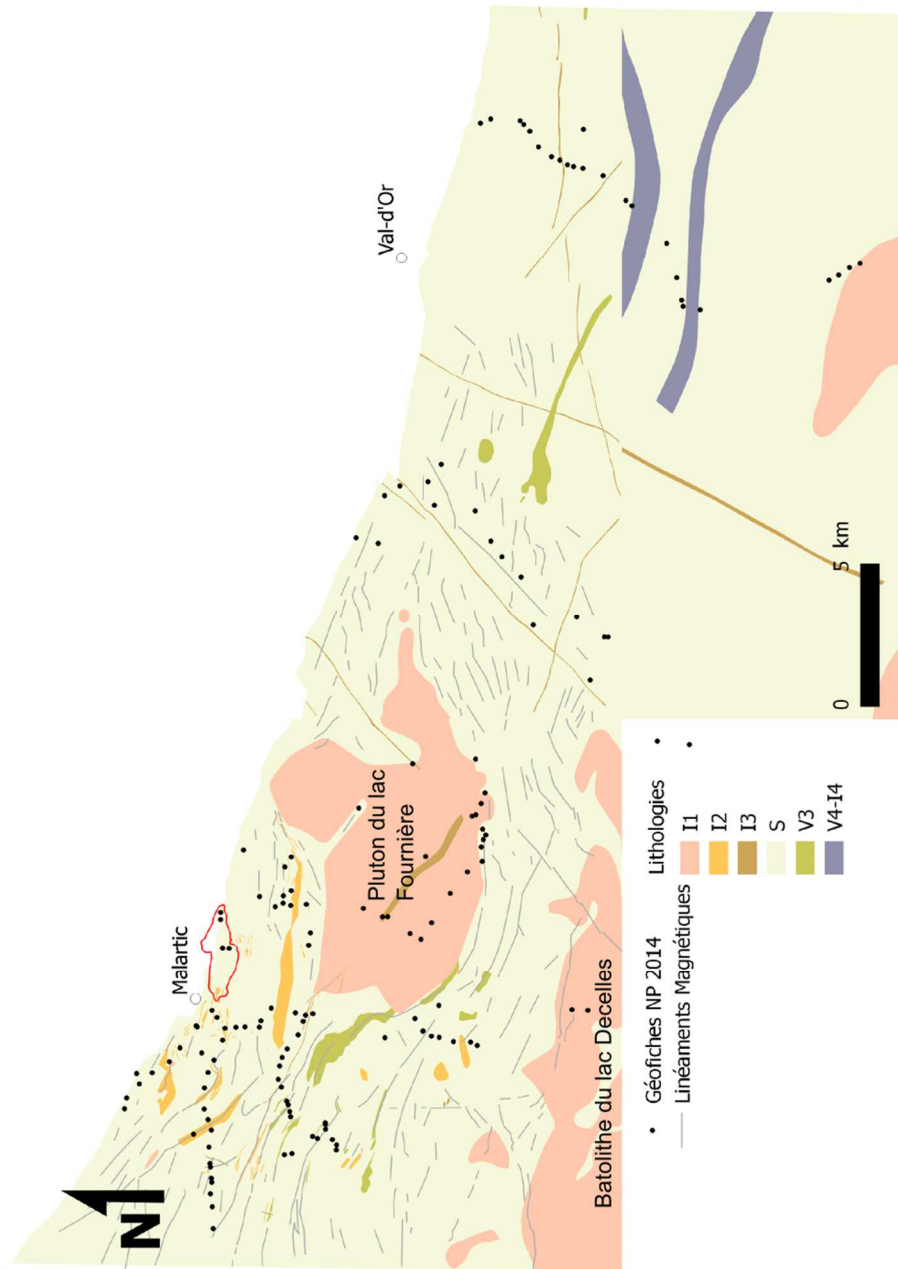 N
Malartic
Val-d'Or
Pluton du lac
Fournière
Batolithe du lac Decelles
Géofiches NP 2014
Linéaments Magnétiques
Lithologies
I1
I2
I3
S
V3
V4-I4
0 5 km